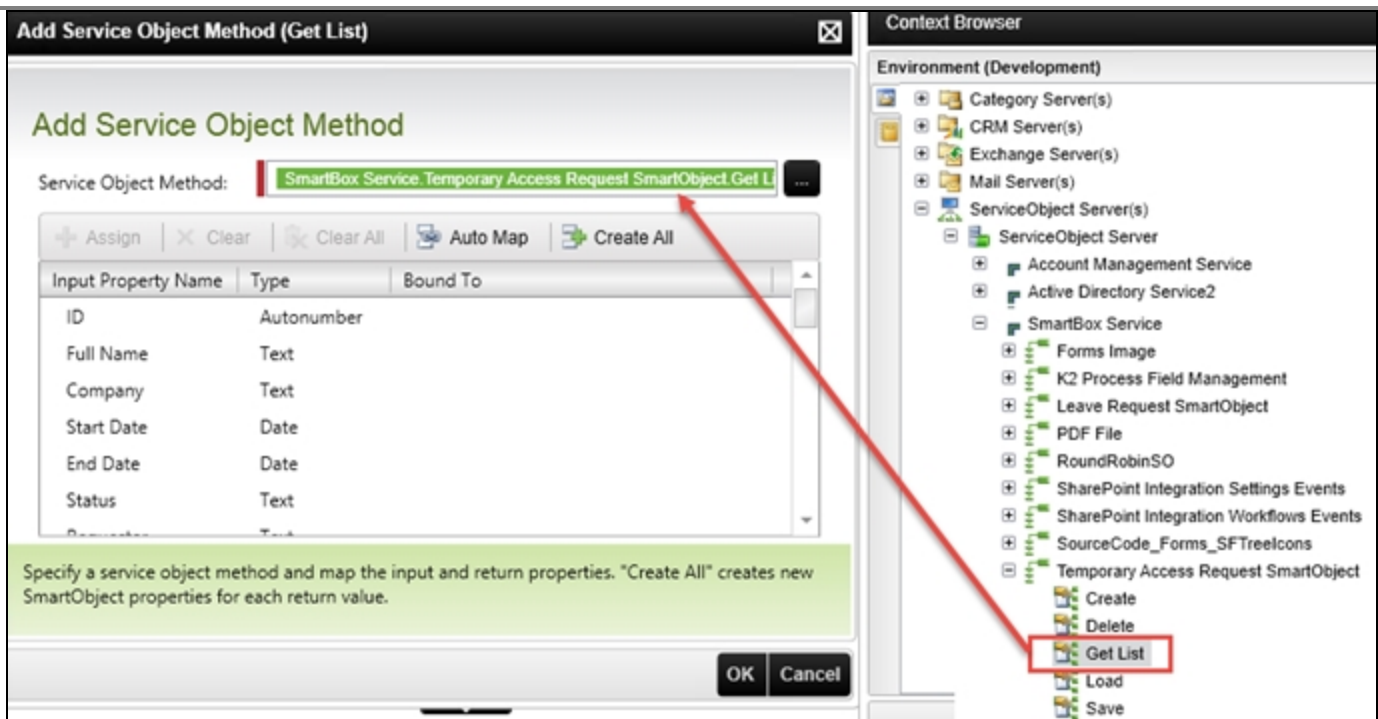 Add Service Object Method (Get List)
Add Service Object Method
Service Object Method:
SmartBox Service.Temporary Access Request SmartObject.Get Li
...
Assign
Clear
Clear All
Auto Map
Create All
Input Property Name Type Bound To
ID Autonumber
Full Name Text
Company Text
Start Date Date
End Date Date
Status Text
Specify a service object method and map the input and return properties. "Create All" creates new
SmartObject properties for each return value.
OK
Cancel
Context Browser
Environment (Development)
Category Server(s)
CRM Server(s)
Exchange Server(s)
Mail Server(s)
ServiceObject Server(s)
ServiceObject Server
Account Management Service
Active Directory Service2
SmartBox Service
Forms Image
K2 Process Field Management
Leave Request SmartObject
PDF File
RoundRobinSO
SharePoint Integration Settings Events
SharePoint Integration Workflows Events
SourceCode_Forms_SFTreeIcons
Temporary Access Request SmartObject
Create
Delete
Get List
Load
Save